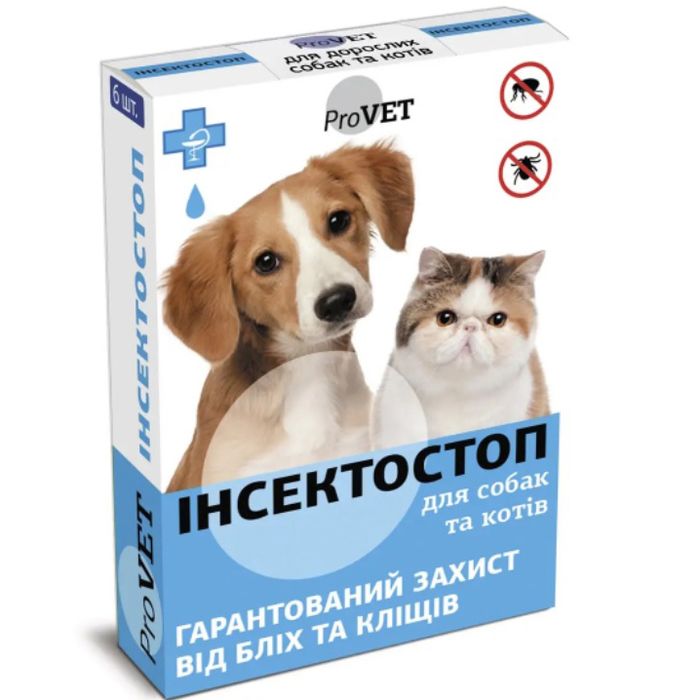 ІНСЕКТОСТОП
ProVET
для дорослих
собак та котів
6 шт.
ІНСЕКТОСТОП
ProVET
ProVET
ІНСЕКТОСТОП
для собак
та котів
ГАРАНТОВАНИЙ ЗАХИСТ
ВІД БЛІХ ТА КЛІЩІВ